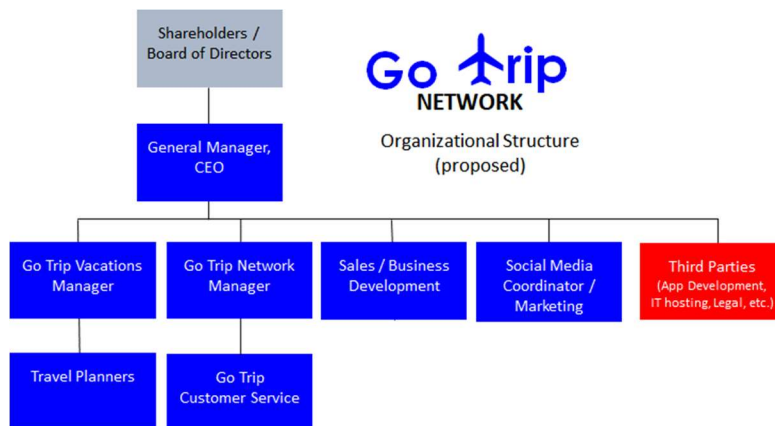 Shareholders /
Board of Directors
Go Trip
NETWORK
Organizational Structure
(proposed)
General Manager,
CEO
Go Trip Vacations
Manager
Go Trip Network
Manager
Sales / Business
Development
Social Media
Coordinator /
Marketing
Third Parties
(App Development,
IT hosting, Legal, etc.)
Travel Planners
Go Trip
Customer Service